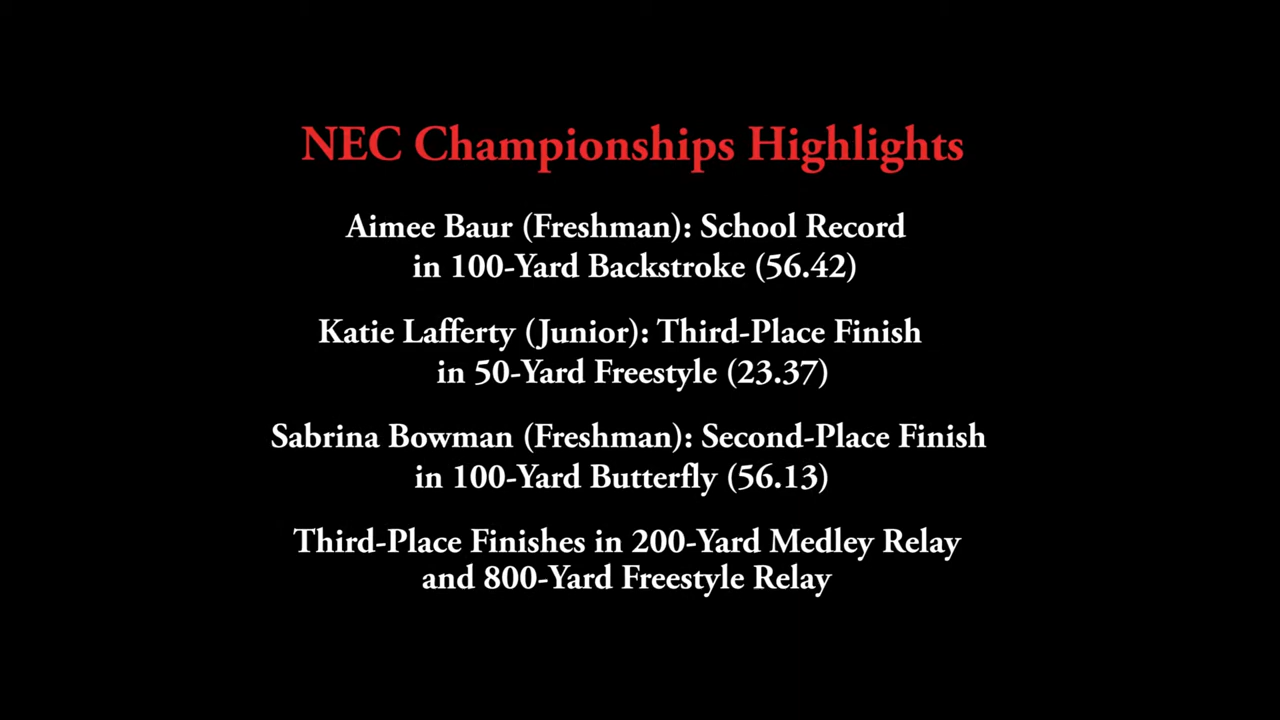 NEC Championships Highlights
Aimee Baur (Freshman): School Record
in 100-Yard Backstroke (56.42)
Katie Lafferty (Junior): Third-Place Finish
in 50-Yard Freestyle (23.37)
Sabrina Bowman (Freshman): Second-Place Finish
in 100-Yard Butterfly (56.13)
Third-Place Finishes in 200-Yard Medley Relay
and 800-Yard Freestyle Relay